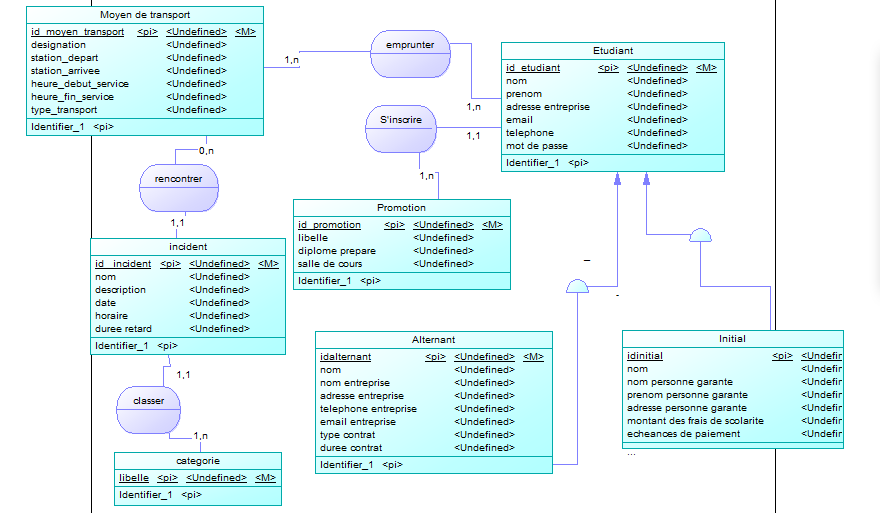 Moyen de transport
id_moyen_transport <pi> <Undefined> <M>
designation <Undefined>
station_depart <Undefined>
station_arrivee <Undefined>
heure_debut_service <Undefined>
heure_fin_service <Undefined>
type_transport <Undefined>
Identifier_1 <pi>
1,n
emprunter
1,n
Etudiant
id_etudiant <pi> <Undefined> <M>
nom <Undefined>
prenom <Undefined>
adresse entreprise <Undefined>
email <Undefined>
telephone <Undefined>
mot de passe <Undefined>
Identifier_1 <pi>
S'inscrire
1,1
1,n
0,n
rencontrer
1,1
Promotion
id_promotion <pi> <Undefined> <M>
libelle <Undefined>
diplome prepare <Undefined>
salle de cours <Undefined>
Identifier_1 <pi>
incident
id_incident <pi> <Undefined> <M>
nom <Undefined>
description <Undefined>
date <Undefined>
horaire <Undefined>
duree retard <Undefined>
Identifier_1 <pi>
1,1
classer
1,n
categorie
libelle <pi> <Undefined> <M>
Identifier_1 <pi>
Alternant
idalternant <pi> <Undefined> <M>
nom <Undefined>
nom entreprise <Undefined>
adresse entreprise <Undefined>
telephone entreprise <Undefined>
email entreprise <Undefined>
type contrat <Undefined>
duree contrat <Undefined>
Identifier_1 <pi>
Initial
idinitial <pi> <Undefir
nom <Undefir
nom personne garante <Undefir
prenom personne garante <Undefir
adresse personne garante <Undefir
montant des frais de scolarite <Undefir
echeances de paiement <Undefir
...